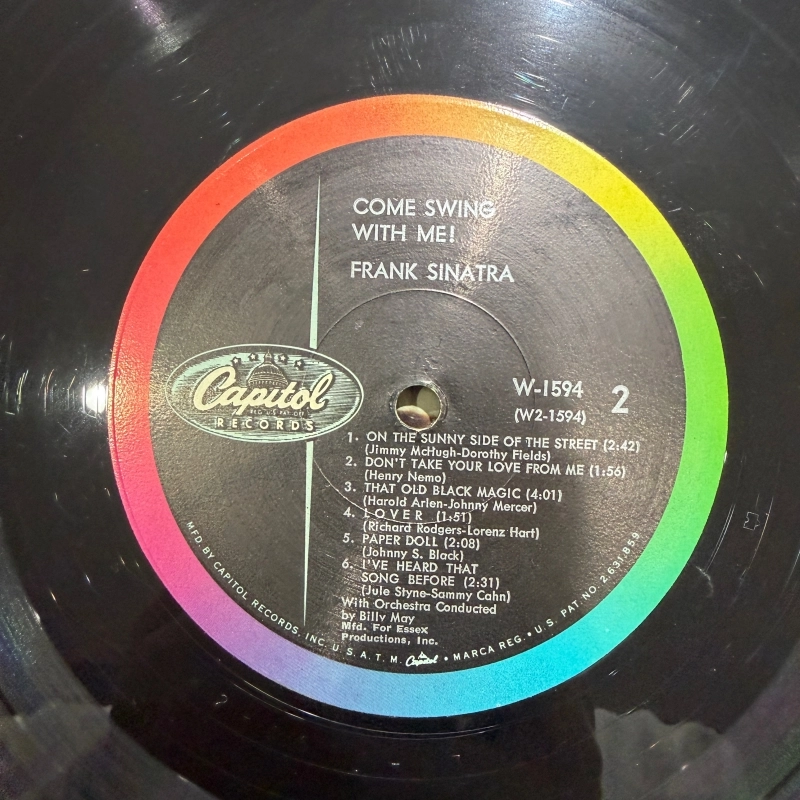 COME SWING
WITH ME!
FRANK SINATRA
Capitol
REG. U.S. PAT. OFF.
RECORDS
W-1594
(W2-1594)
2
1. ON THE SUNNY SIDE OF THE STREET (2:42)
(Jimmy McHugh-Dorothy Fields)
2. DON'T TAKE YOUR LOVE FROM ME (1:56)
(Henry Nemo)
3. THAT OLD BLACK MAGIC (4:01)
(Harold Arlen-Johnny Mercer)
4. LOVER (1:51)
(Richard Rodgers-Lorenz Hart)
5. PAPER DOLL (2:08)
(Johnny S. Black)
6. I'VE HEARD THAT
SONG BEFORE (2:31)
(Jule Styne-Sammy Cahn)
With Orchestra Conducted
by Billy May
Mfd. For Essex
Productions, Inc.
MFD. BY CAPITOL RECORDS, INC. U.S.A. T.M. Capitol • MARCA REG. • U.S. PAT. NO. 2,631,859